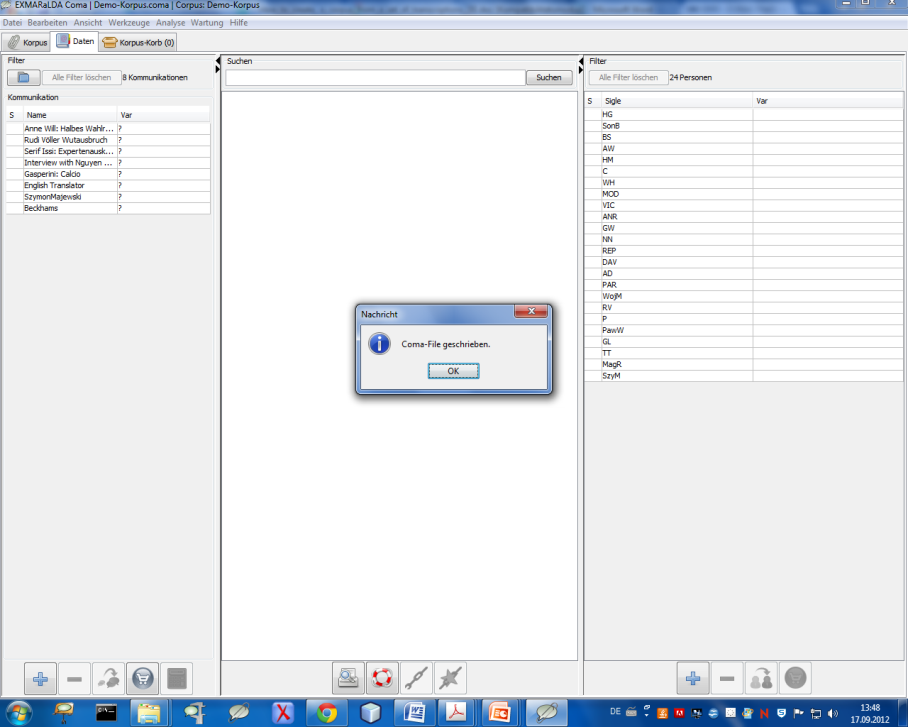 EXMARaLDA Coma | Demo-Korpus.coma | Corpus: Demo-Korpus
Datei Bearbeiten Ansicht Werkzeuge Analyse Wartung Hilfe
Korpus Daten Korpus-Korb (0)
Filter
Alle Filter löschen 8 Kommunikationen
Kommunikation
S Name Var
Anne Will: Halbes Wahlr... ?
Rudi Völler Wutausbruch ?
Serif Issi: Expertenausk... ?
Interview with Nguyen ... ?
Gasperini: Calcio ?
English Translator ?
SzymonMajewski ?
Beckhams ?
Suchen
Suchen
Nachricht
Coma-File geschrieben.
OK
Filter
Alle Filter löschen 24 Personen
S Sigle Var
HG
SonB
BS
AW
HM
C
WH
MOD
VIC
ANR
GW
NN
REP
DAV
AD
PAR
WojM
RV
P
PawW
GL
TT
MagR
SzyM
DE
13:48
17.09.2012